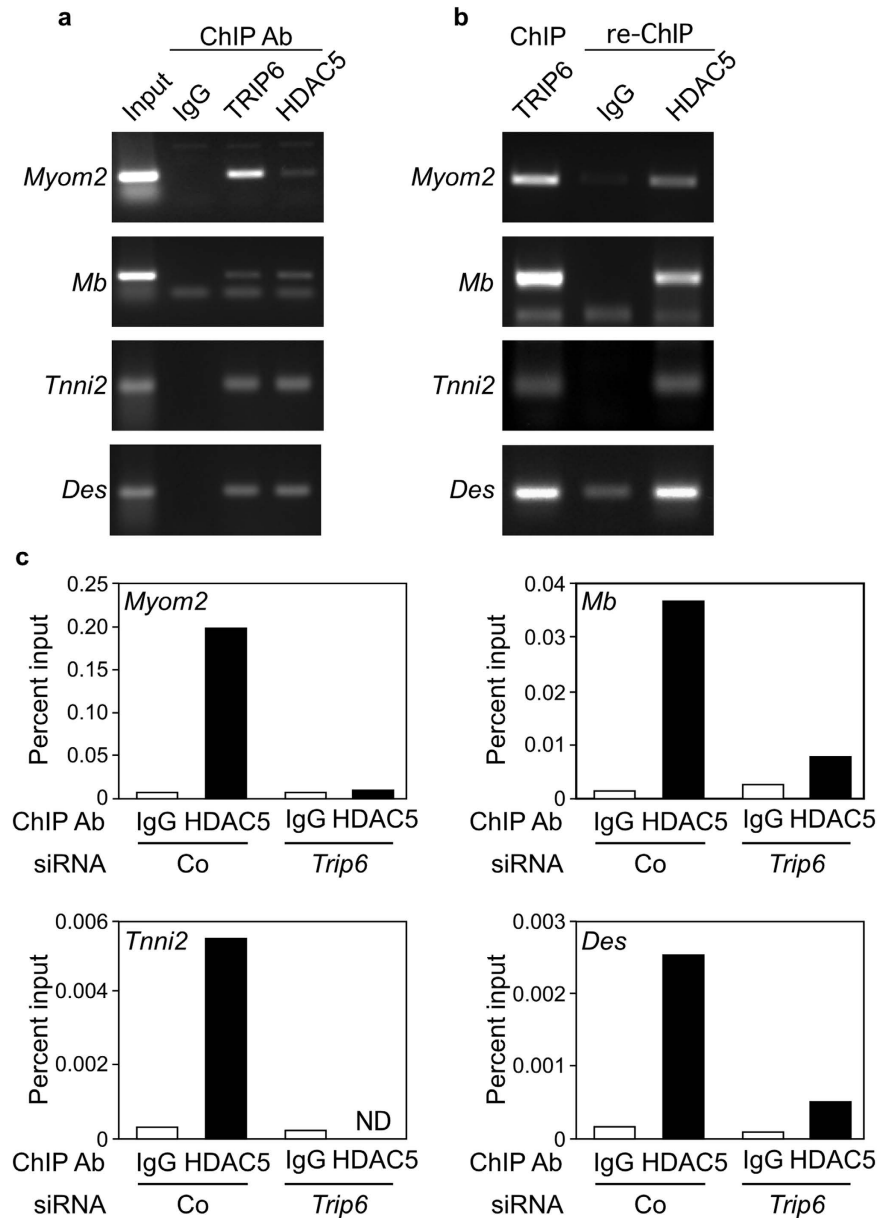 a
ChIP Ab
Input IgG TRIP6 HDAC5
Myom2
Mb
Tnni2
Des
b
ChIP re-ChIP
TRIP6 IgG HDAC5
Myom2
Mb
Tnni2
Des
c
Myom2
Percent input
0.25
0.20
0.15
0.10
0.05
0
ChIP Ab IgG HDAC5 IgG HDAC5
siRNA Co Trip6
Mb
Percent input
0.04
0.03
0.02
0.01
0
ChIP Ab IgG HDAC5 IgG HDAC5
siRNA Co Trip6
Tnni2
Percent input
0.006
0.004
0.002
0
ND
ChIP Ab IgG HDAC5 IgG HDAC5
siRNA Co Trip6
Des
Percent input
0.003
0.002
0.001
0
ChIP Ab IgG HDAC5 IgG HDAC5
siRNA Co Trip6